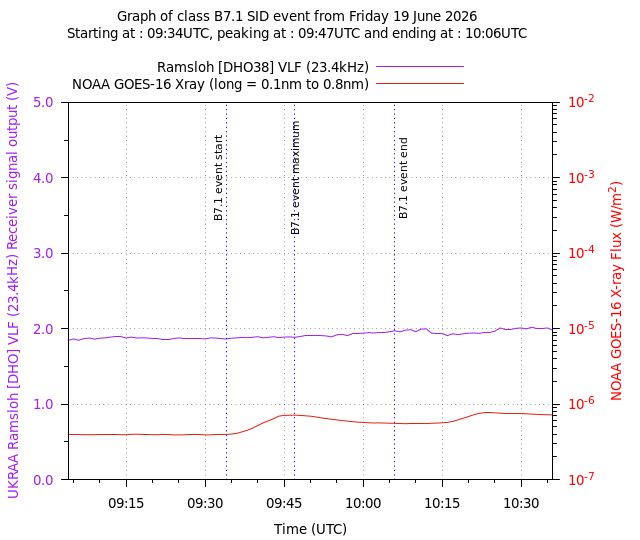 Graph of class B7.1 SID event from Friday 19 June 2026
Starting at : 09:34UTC, peaking at : 09:47UTC and ending at : 10:06UTC
Ramsloh [DHO38] VLF (23.4kHz)
NOAA GOES-16 Xray (long = 0.1nm to 0.8nm)
UKRAA Ramsloh [DHO] VLF (23.4kHz) Receiver signal output (V)
5.0
4.0
3.0
2.0
1.0
0.0
B7.1 event start
B7.1 event maximum
B7.1 event end
10-2
10-3
10-4
10-5
10-6
10-7
NOAA GOES-16 X-ray Flux (W/m2)
09:15
09:30
09:45
10:00
10:15
10:30
Time (UTC)